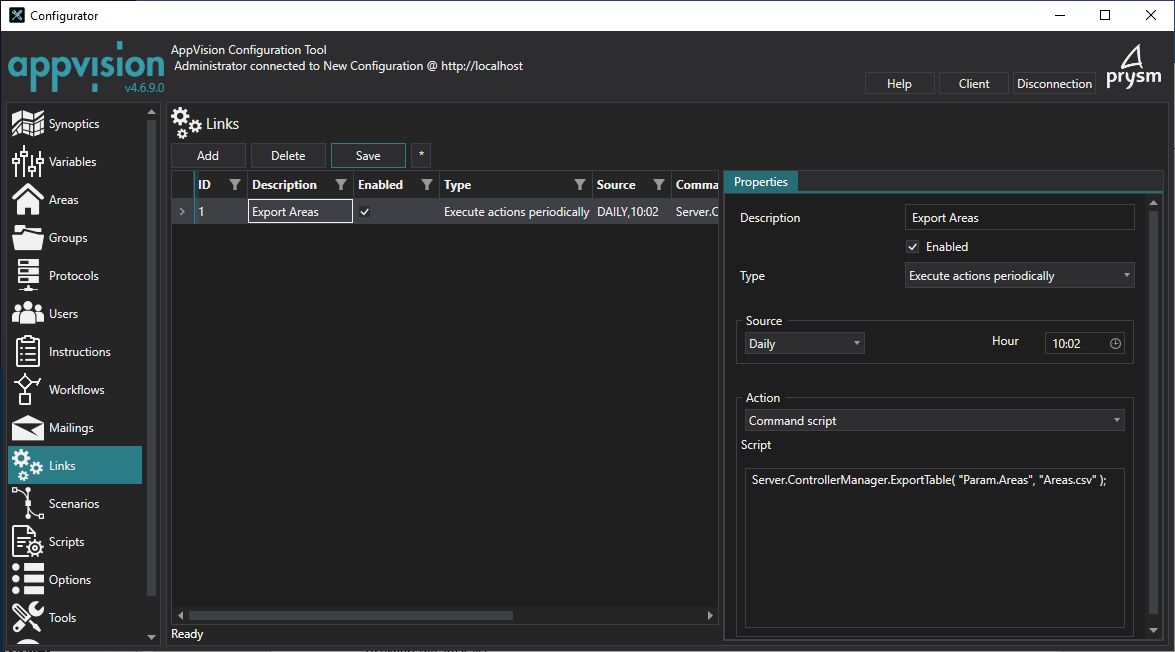 Configurator
appvision
v4.6.9.0
AppVision Configuration Tool
Administrator connected to New Configuration @ http://localhost
Help
Client
Disconnection
prysm
Synoptics
Variables
Areas
Groups
Protocols
Users
Instructions
Workflows
Mailings
Links
Scenarios
Scripts
Options
Tools
Links
Add
Delete
Save
*
ID
Description
Enabled
Type
Source
Comma
1
Export Areas
Execute actions periodically
DAILY,10:02
Server.C
Ready
Properties
Description
Export Areas
Enabled
Type
Execute actions periodically
Source
Daily
Hour
10:02
Action
Command script
Script
Server.ControllerManager.ExportTable( "Param.Areas", "Areas.csv" );